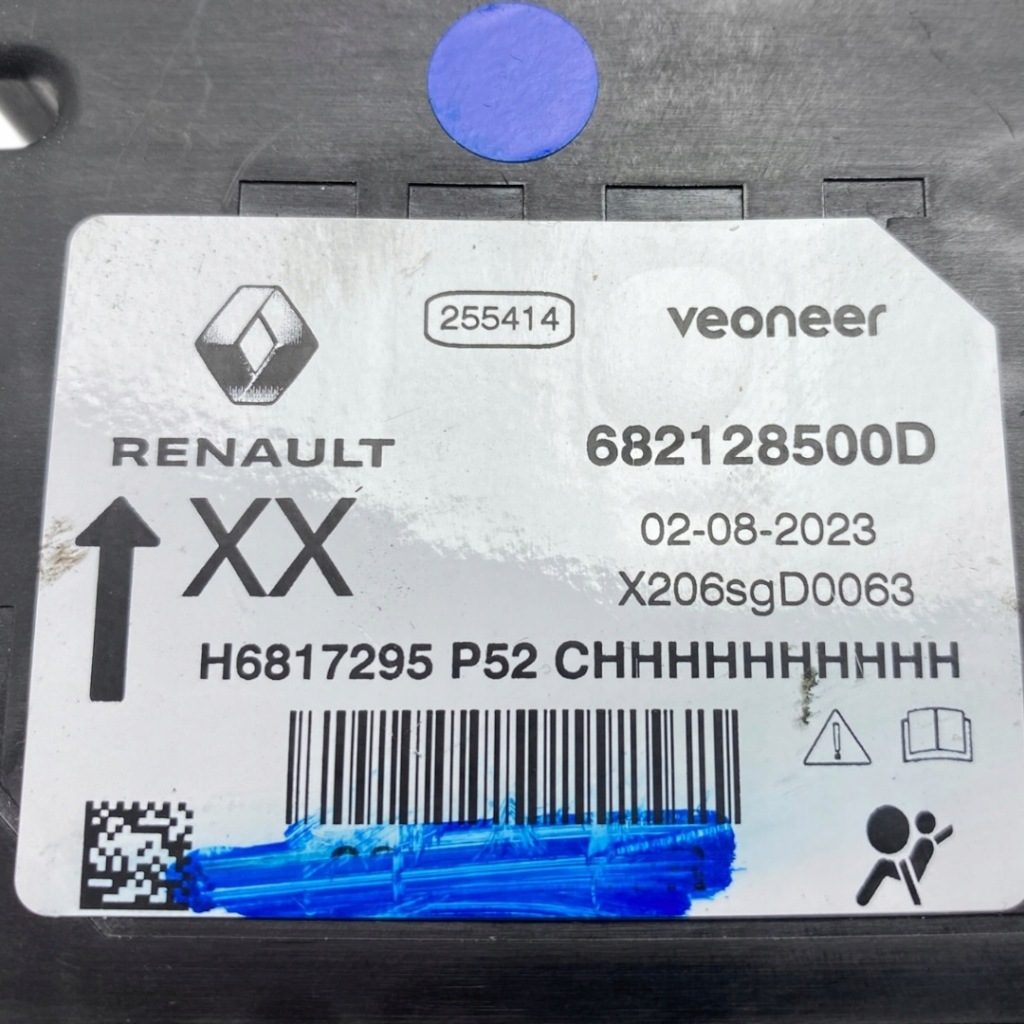 255414
veoneer
RENAULT
682128500D
XX
02-08-2023
X206sgD0063
H6817295 P52 CHHHHHHHHHH